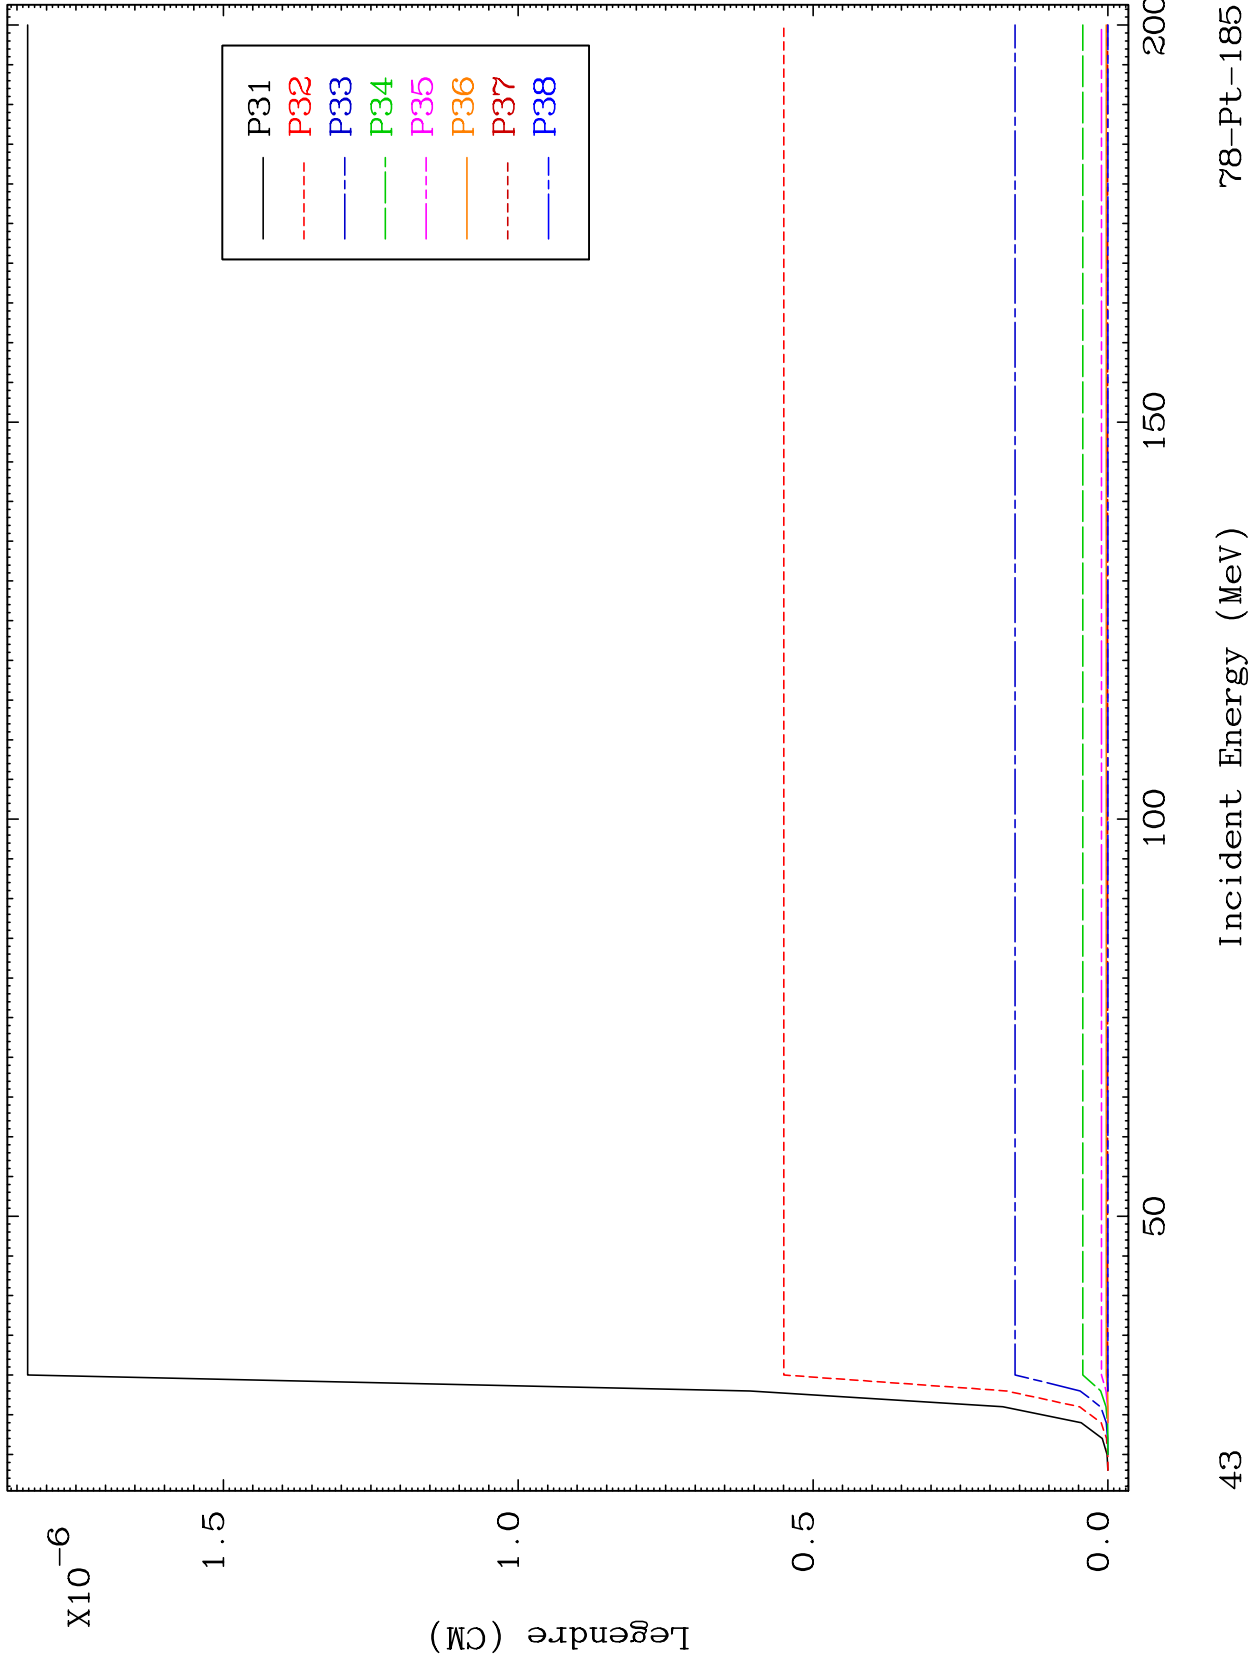 X10-6
1.5
1.0
0.5
0.0
Legendre (CM)
P31
P32
P33
P34
P35
P36
P37
P38
50
100
150
200
Incident Energy (MeV)
43
78-Pt-185